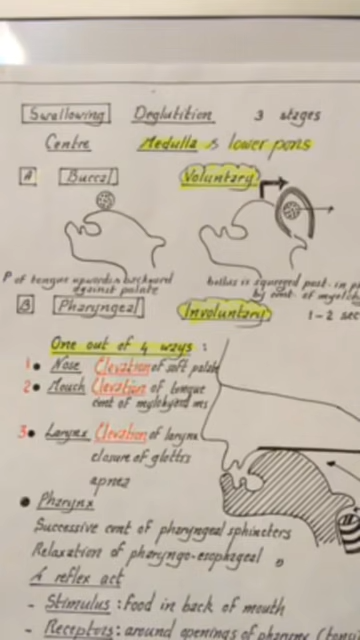 Swallowing Deglutition 3 stages
Centre Medulla & lower pons
A Buccal Voluntary
P of tongue upwards & backward
against palate
bolus is squeezed post. in p
by cont. of myloh
B Pharyngeal Involuntary 1-2 sec
One out of 4 ways :
1 • Nose Elevation of soft palate
2 • Mouth Elevation of tongue
cont of mylohyoid ms
3 • Larynx Elevation of larynx
closure of glottis
apnea
• Pharynx
Successive cont of pharyngeal sphincters
Relaxation of pharyngo-esophageal
A reflex act
- Stimulus : food in back of mouth
- Receptors : around openings of pharynx (tons